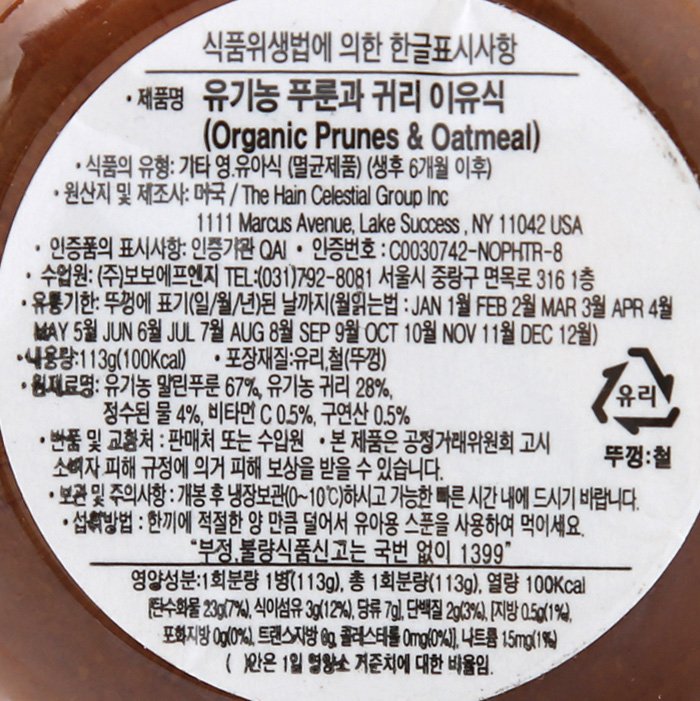 식품위생법에 의한 한글표시사항
• 제품명 유기농 푸룬과 귀리 이유식
(Organic Prunes & Oatmeal)
• 식품의 유형: 기타 영.유아식 (멸균제품) (생후 6개월 이후)
• 원산지 및 제조사: 미국 / The Hain Celestial Group Inc
1111 Marcus Avenue, Lake Success , NY 11042 USA
• 인증품의 표시사항: 인증기관 QAI • 인증번호 : C0030742-NOPHTR-8
• 수업원: (주)보보에프엔지 TEL:(031)792-8081 서울시 중랑구 면목로 316 1층
• 유통기한: 뚜껑에 표기(일/월/년)된 날까지(월읽는법 : JAN 1월 FEB 2월 MAR 3월 APR 4월
MAY 5월 JUN 6월 JUL 7월 AUG 8월 SEP 9월 OCT 10월 NOV 11월 DEC 12월)
• 내용량:113g(100Kcal) • 포장재질:유리,철(뚜껑)
• 원재료명: 유기농 말린푸룬 67%, 유기농 귀리 28%,
정수된 물 4%, 비타먼 C 0.5%, 구연산 0.5%
유리
뚜껑:철
• 반품 및 교환처 : 판매처 또는 수입원 • 본 제품은 공정거래위원회 고시
소비자 피해 규정에 의거 피해 보상을 받을 수 있습니다.
• 보관 및 주의사항 : 개봉 후 냉장보관(0~10℃)하시고 가능한 빠른 시간 내에 드시기 바랍니다.
• 섭취방법 : 한끼에 적절한 양 만큼 덜어서 유아용 스푼을 사용하여 먹이세요.
"부정,불량식품신고는 국번 없이 1399"
영양성분:1회분량 1병(113g), 총 1회분량(113g), 열량 100Kcal
[탄수화물 23g(7%), 식이섬유 3g(12%), 당류 7g], 단백질 2g(3%), [지방 0.5g(1%),
포화지방 0g(0%), 트랜스지방 0g, 콜레스테롤 0mg(0%)], 나트륨 15mg(1%)
( )안은 1일 영양소 기준치에 대한 비율임.